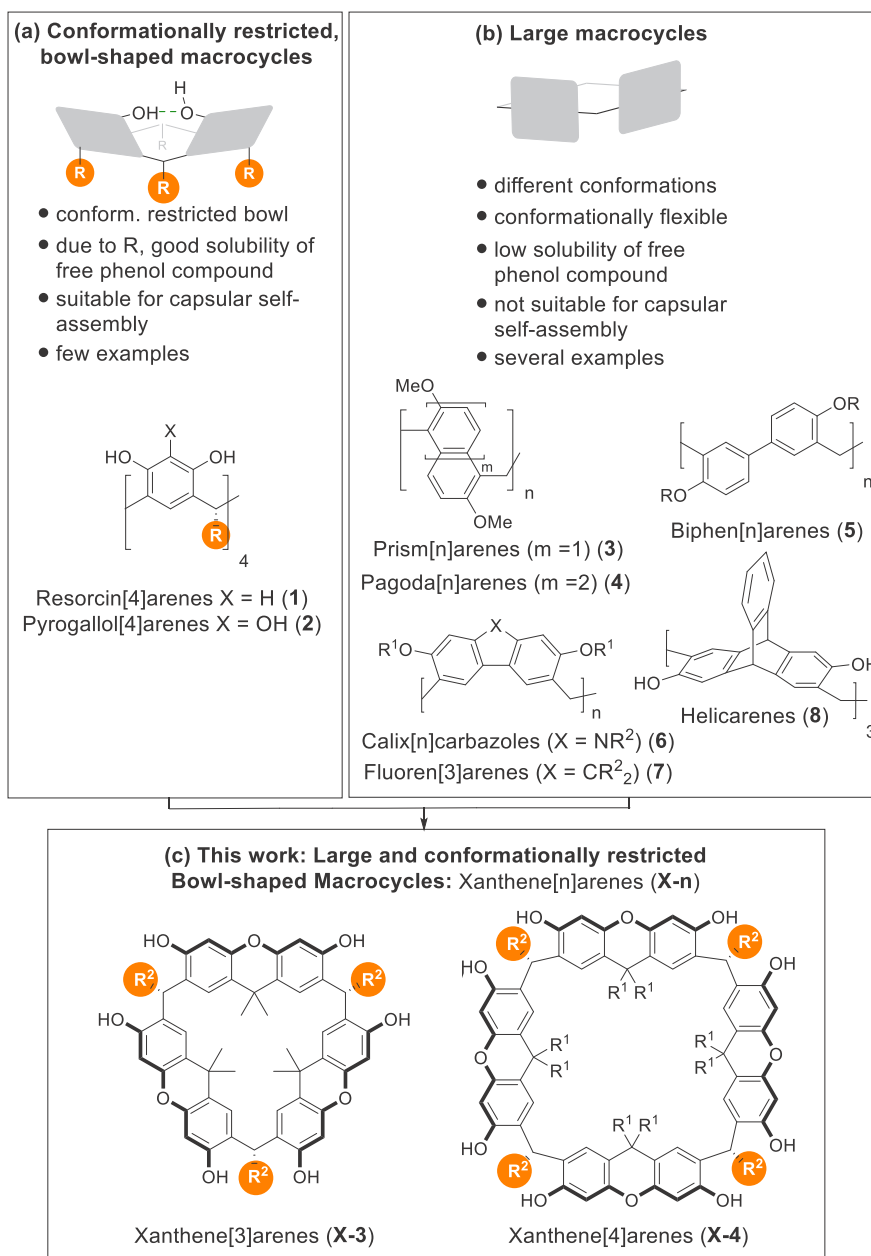 (a) Conformationally restricted,
bowl-shaped macrocycles
H
OH
O
R
R
R
R
• conform. restricted bowl
• due to R, good solubility of
free phenol compound
• suitable for capsular self-
assembly
• few examples
X
HO
OH
R
4
Resorcin[4]arenes X = H (1)
Pyrogallol[4]arenes X = OH (2)
(b) Large macrocycles
• different conformations
• conformationally flexible
• low solubility of free
phenol compound
• not suitable for capsular
self-assembly
• several examples
MeO
m
n
OMe
Prism[n]arenes (m =1) (3)
Pagoda[n]arenes (m =2) (4)
OR
RO
n
Biphen[n]arenes (5)
X
R¹O
OR¹
n
Calix[n]carbazoles (X = NR²) (6)
Fluoren[3]arenes (X = CR²₂) (7)
HO
OH
3
Helicarenes (8)
(c) This work: Large and conformationally restricted
Bowl-shaped Macrocycles: Xanthene[n]arenes (X-n)
HO
O
OH
R²
R²
HO
OH
O
O
R²
OH
OH
Xanthene[3]arenes (X-3)
HO
O
OH
R²
R²
HO
OH
R¹
R¹
R¹
R¹
O
O
R¹
R¹
R¹
R¹
HO
OH
R²
R²
HO
O
OH
Xanthene[4]arenes (X-4)